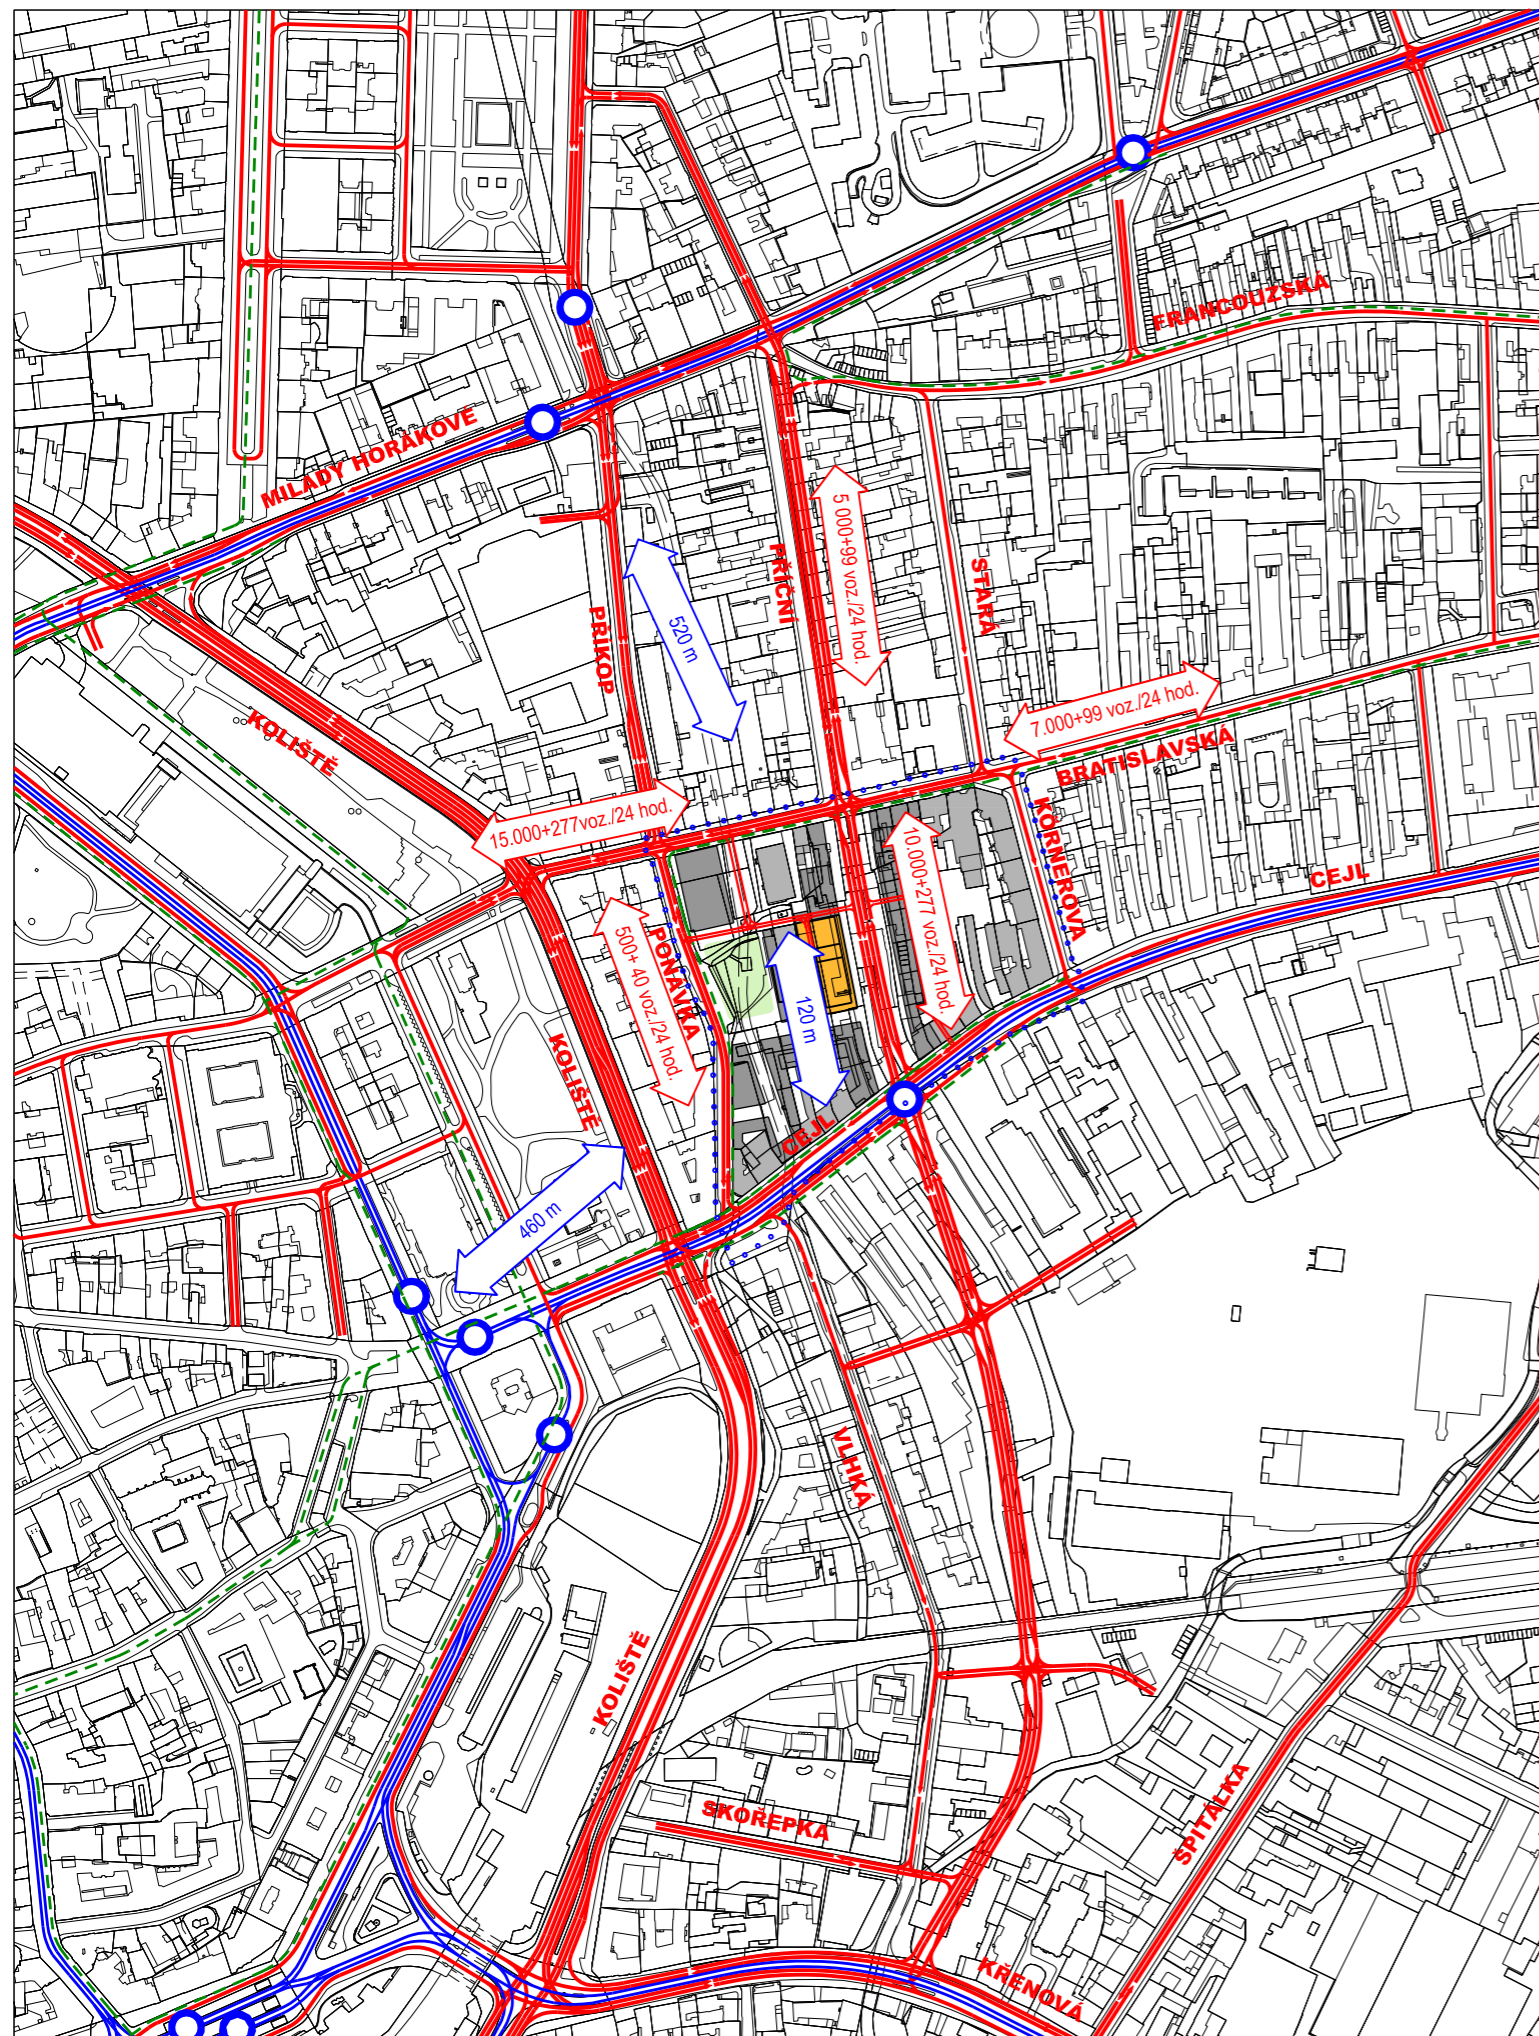 FRANCOUZSKÁ
MILADY HORÁKOVÉ
5 000+99 voz./24 hod.
PŘÍČNÍ
STARÁ
520 m
PŘÍKOP
KOLIŠTĚ
7.000+99 voz./24 hod.
BRATISLAVSKÁ
15.000+277voz./24 hod.
KÖRNEROVA
10.000+277 voz./24 hod.
CEJL
500+ 40 voz./24 hod.
PONÁVKA
120 m
KOLIŠTĚ
CEJL
460 m
VLHKÁ
KOLIŠTĚ
SKOŘEPKA
ŠPITÁLKA
KŘENOVÁ